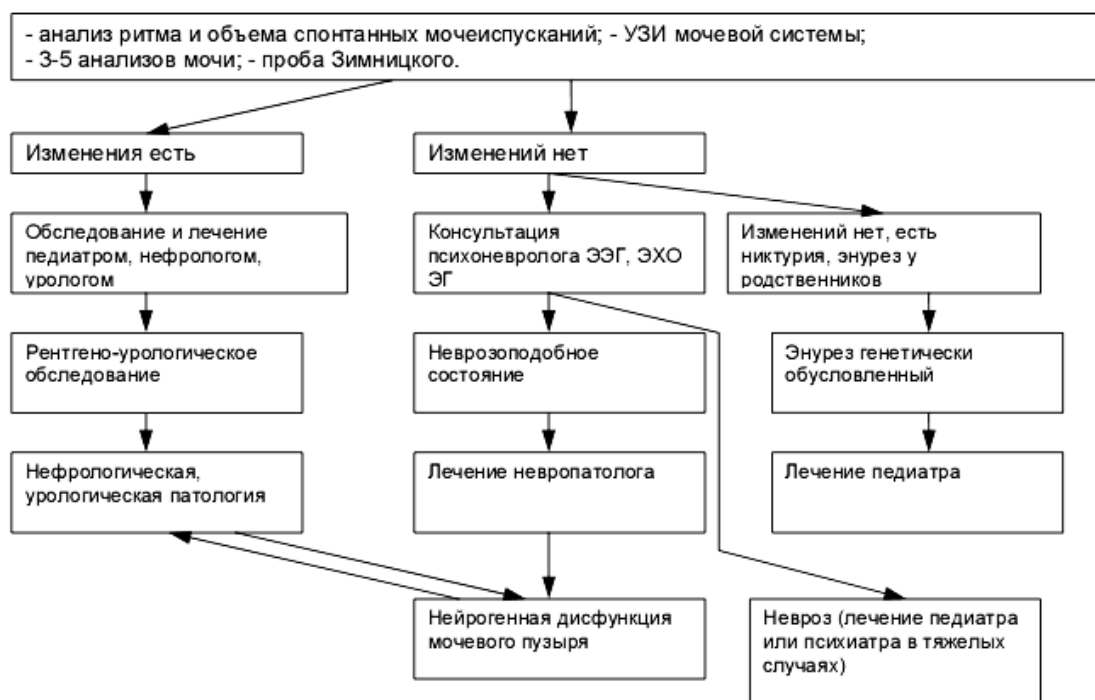 - анализ ритма и объема спонтанных мочеиспусканий; - УЗИ мочевой системы;
- 3-5 анализов мочи; - проба Зимницкого.
Изменения есть
Изменений нет
Обследование и лечение
педиатром, нефрологом,
урологом
Консультация
психоневролога ЭЭГ, ЭХО
ЭГ
Изменений нет, есть
никтурия, энурез у
родственников
Рентгено-урологическое
обследование
Неврозоподобное
состояние
Энурез генетически
обусловленный
Нефрологическая,
урологическая патология
Лечение невропатолога
Лечение педиатра
Нейрогенная дисфункция
мочевого пузыря
Невроз (лечение педиатра
или психиатра в тяжелых
случаях)